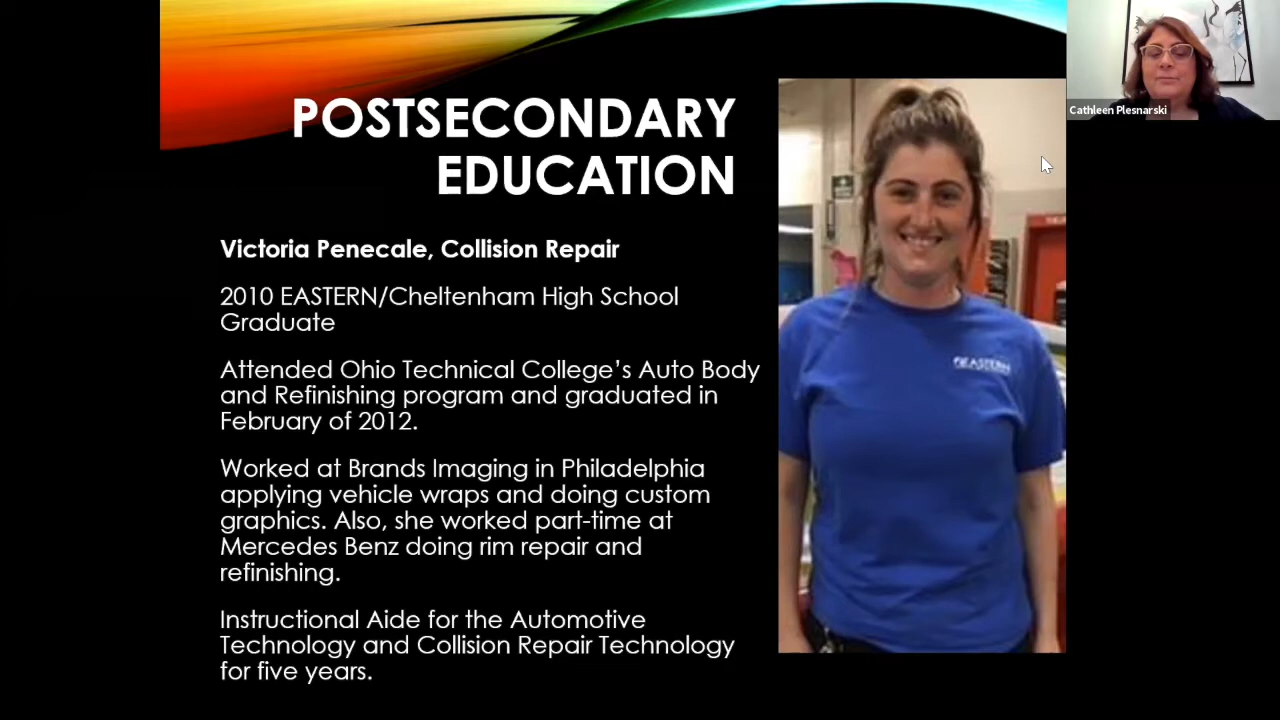 POSTSECONDARY
EDUCATION
Cathleen Plesnarski
Victoria Penecale, Collision Repair
2010 EASTERN/Cheltenham High School
Graduate
Attended Ohio Technical College’s Auto Body
and Refinishing program and graduated in
February of 2012.
Worked at Brands Imaging in Philadelphia
applying vehicle wraps and doing custom
graphics. Also, she worked part-time at
Mercedes Benz doing rim repair and
refinishing.
Instructional Aide for the Automotive
Technology and Collision Repair Technology
for five years.
EASTERN